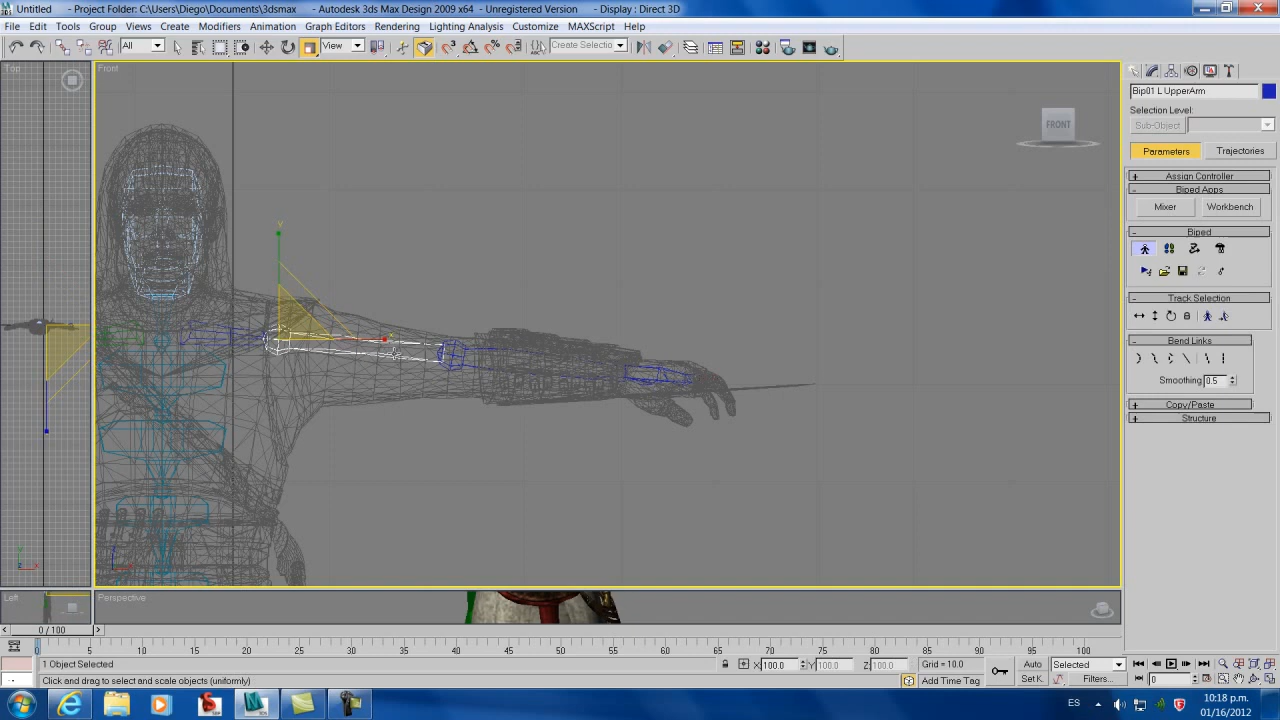 Untitled - Project Folder: C:\Users\Diego\Documents\3dsmax - Autodesk 3ds Max Design 2009 x64 - Unregistered Version - Display : Direct 3D
File Edit Tools Group Views Create Modifiers Animation Graph Editors Rendering Lighting Analysis Customize MAXScript Help
All View Create Selectio
Top Front
FRONT
Y
x
Bip01 L UpperArm
Selection Level:
Sub-Object
Parameters Trajectories
+ Assign Controller
- Biped Apps
Mixer Workbench
- Biped
- Track Selection
- Bend Links
Smoothing 0.5
+ Copy/Paste
+ Structure
Left Perspective
0 / 100
0 5 10 15 20 25 30 35 40 45 50 55 60 65 70 75 80 85 90 95 100
1 Object Selected X: 100.0 Y: 100.0 Z: 100.0 Grid = 10.0 Auto Selected
Click and drag to select and scale objects (uniformly) Add Time Tag Set K. Filters... 0
ES 10:18 p.m.
01/16/2012